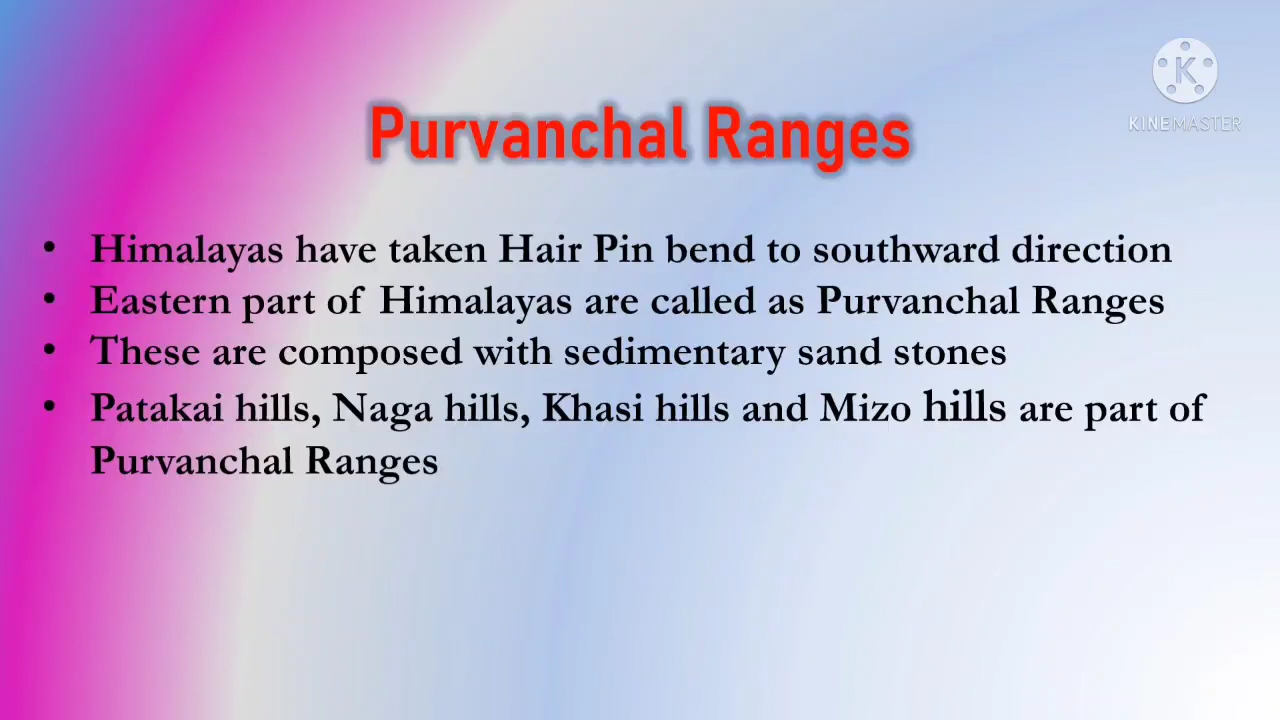 KINEMASTER
Purvanchal Ranges
• Himalayas have taken Hair Pin bend to southward direction
• Eastern part of Himalayas are called as Purvanchal Ranges
• These are composed with sedimentary sand stones
• Patakai hills, Naga hills, Khasi hills and Mizo hills are part of
Purvanchal Ranges